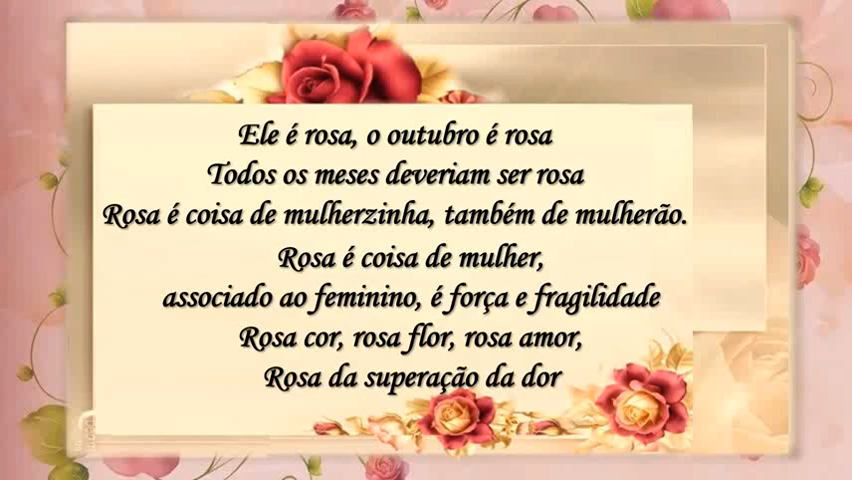 Ele é rosa, o outubro é rosa
Todos os meses deveriam ser rosa
Rosa é coisa de mulherzinha, também de mulherão.
Rosa é coisa de mulher,
associado ao feminino, é força e fragilidade
Rosa cor, rosa flor, rosa amor,
Rosa da superação da dor